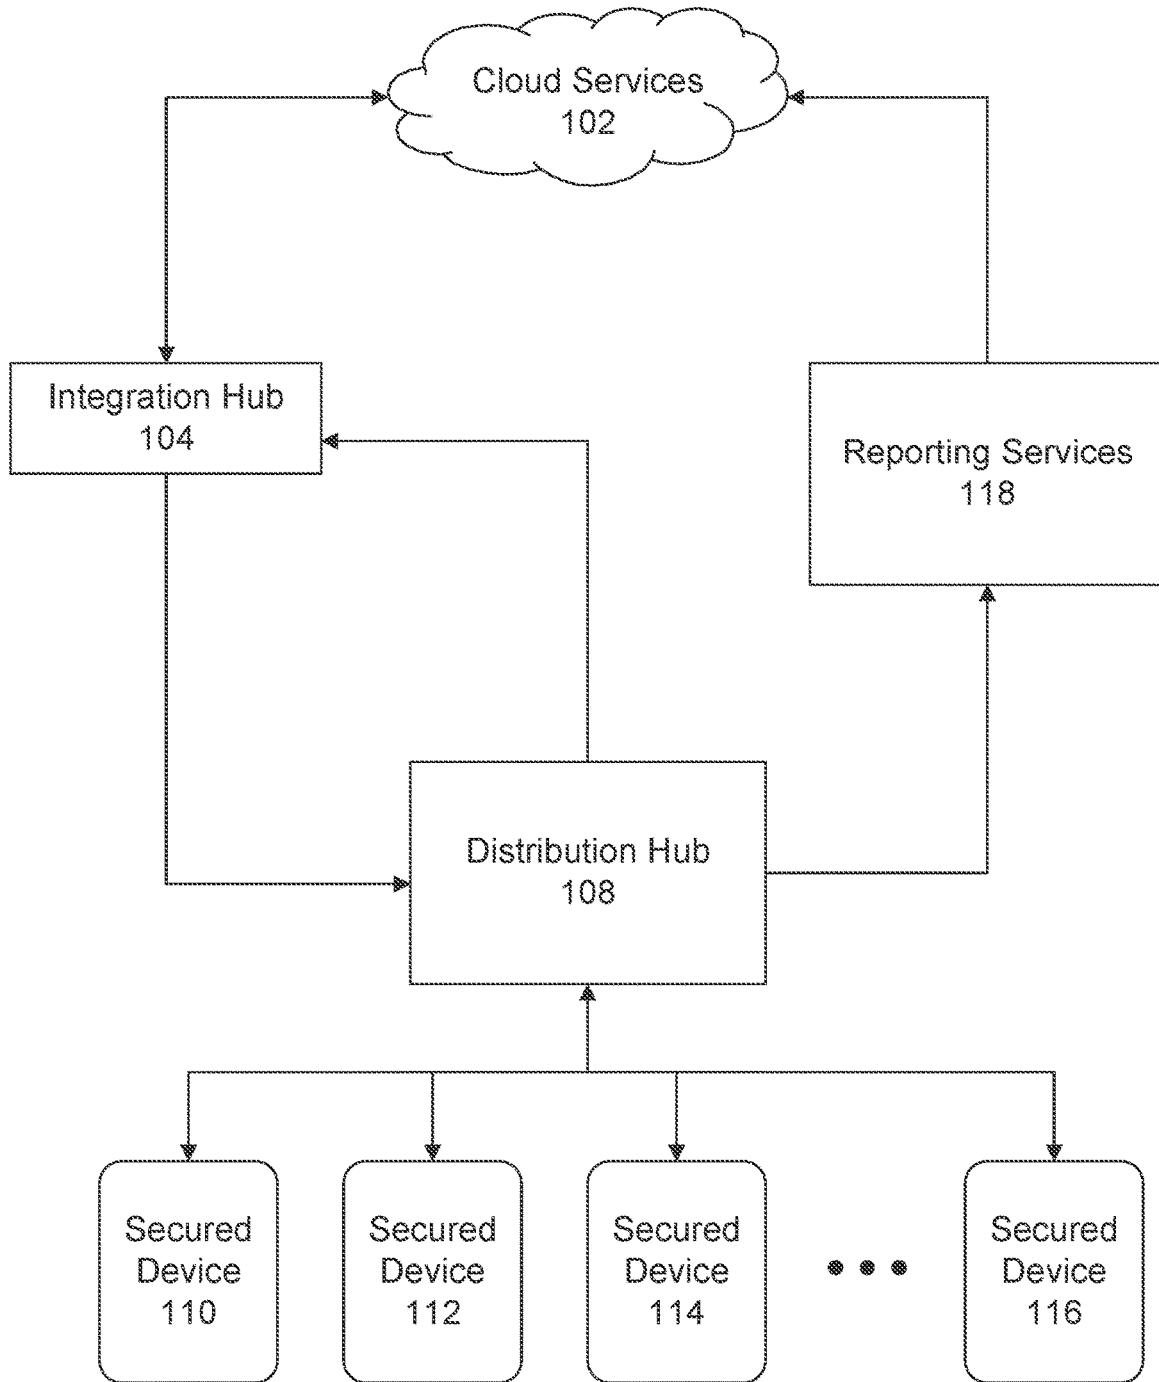 Cloud Services
102
Integration Hub
104
Reporting Services
118
Distribution Hub
108
Secured
Device
110
Secured
Device
112
Secured
Device
114
Secured
Device
116